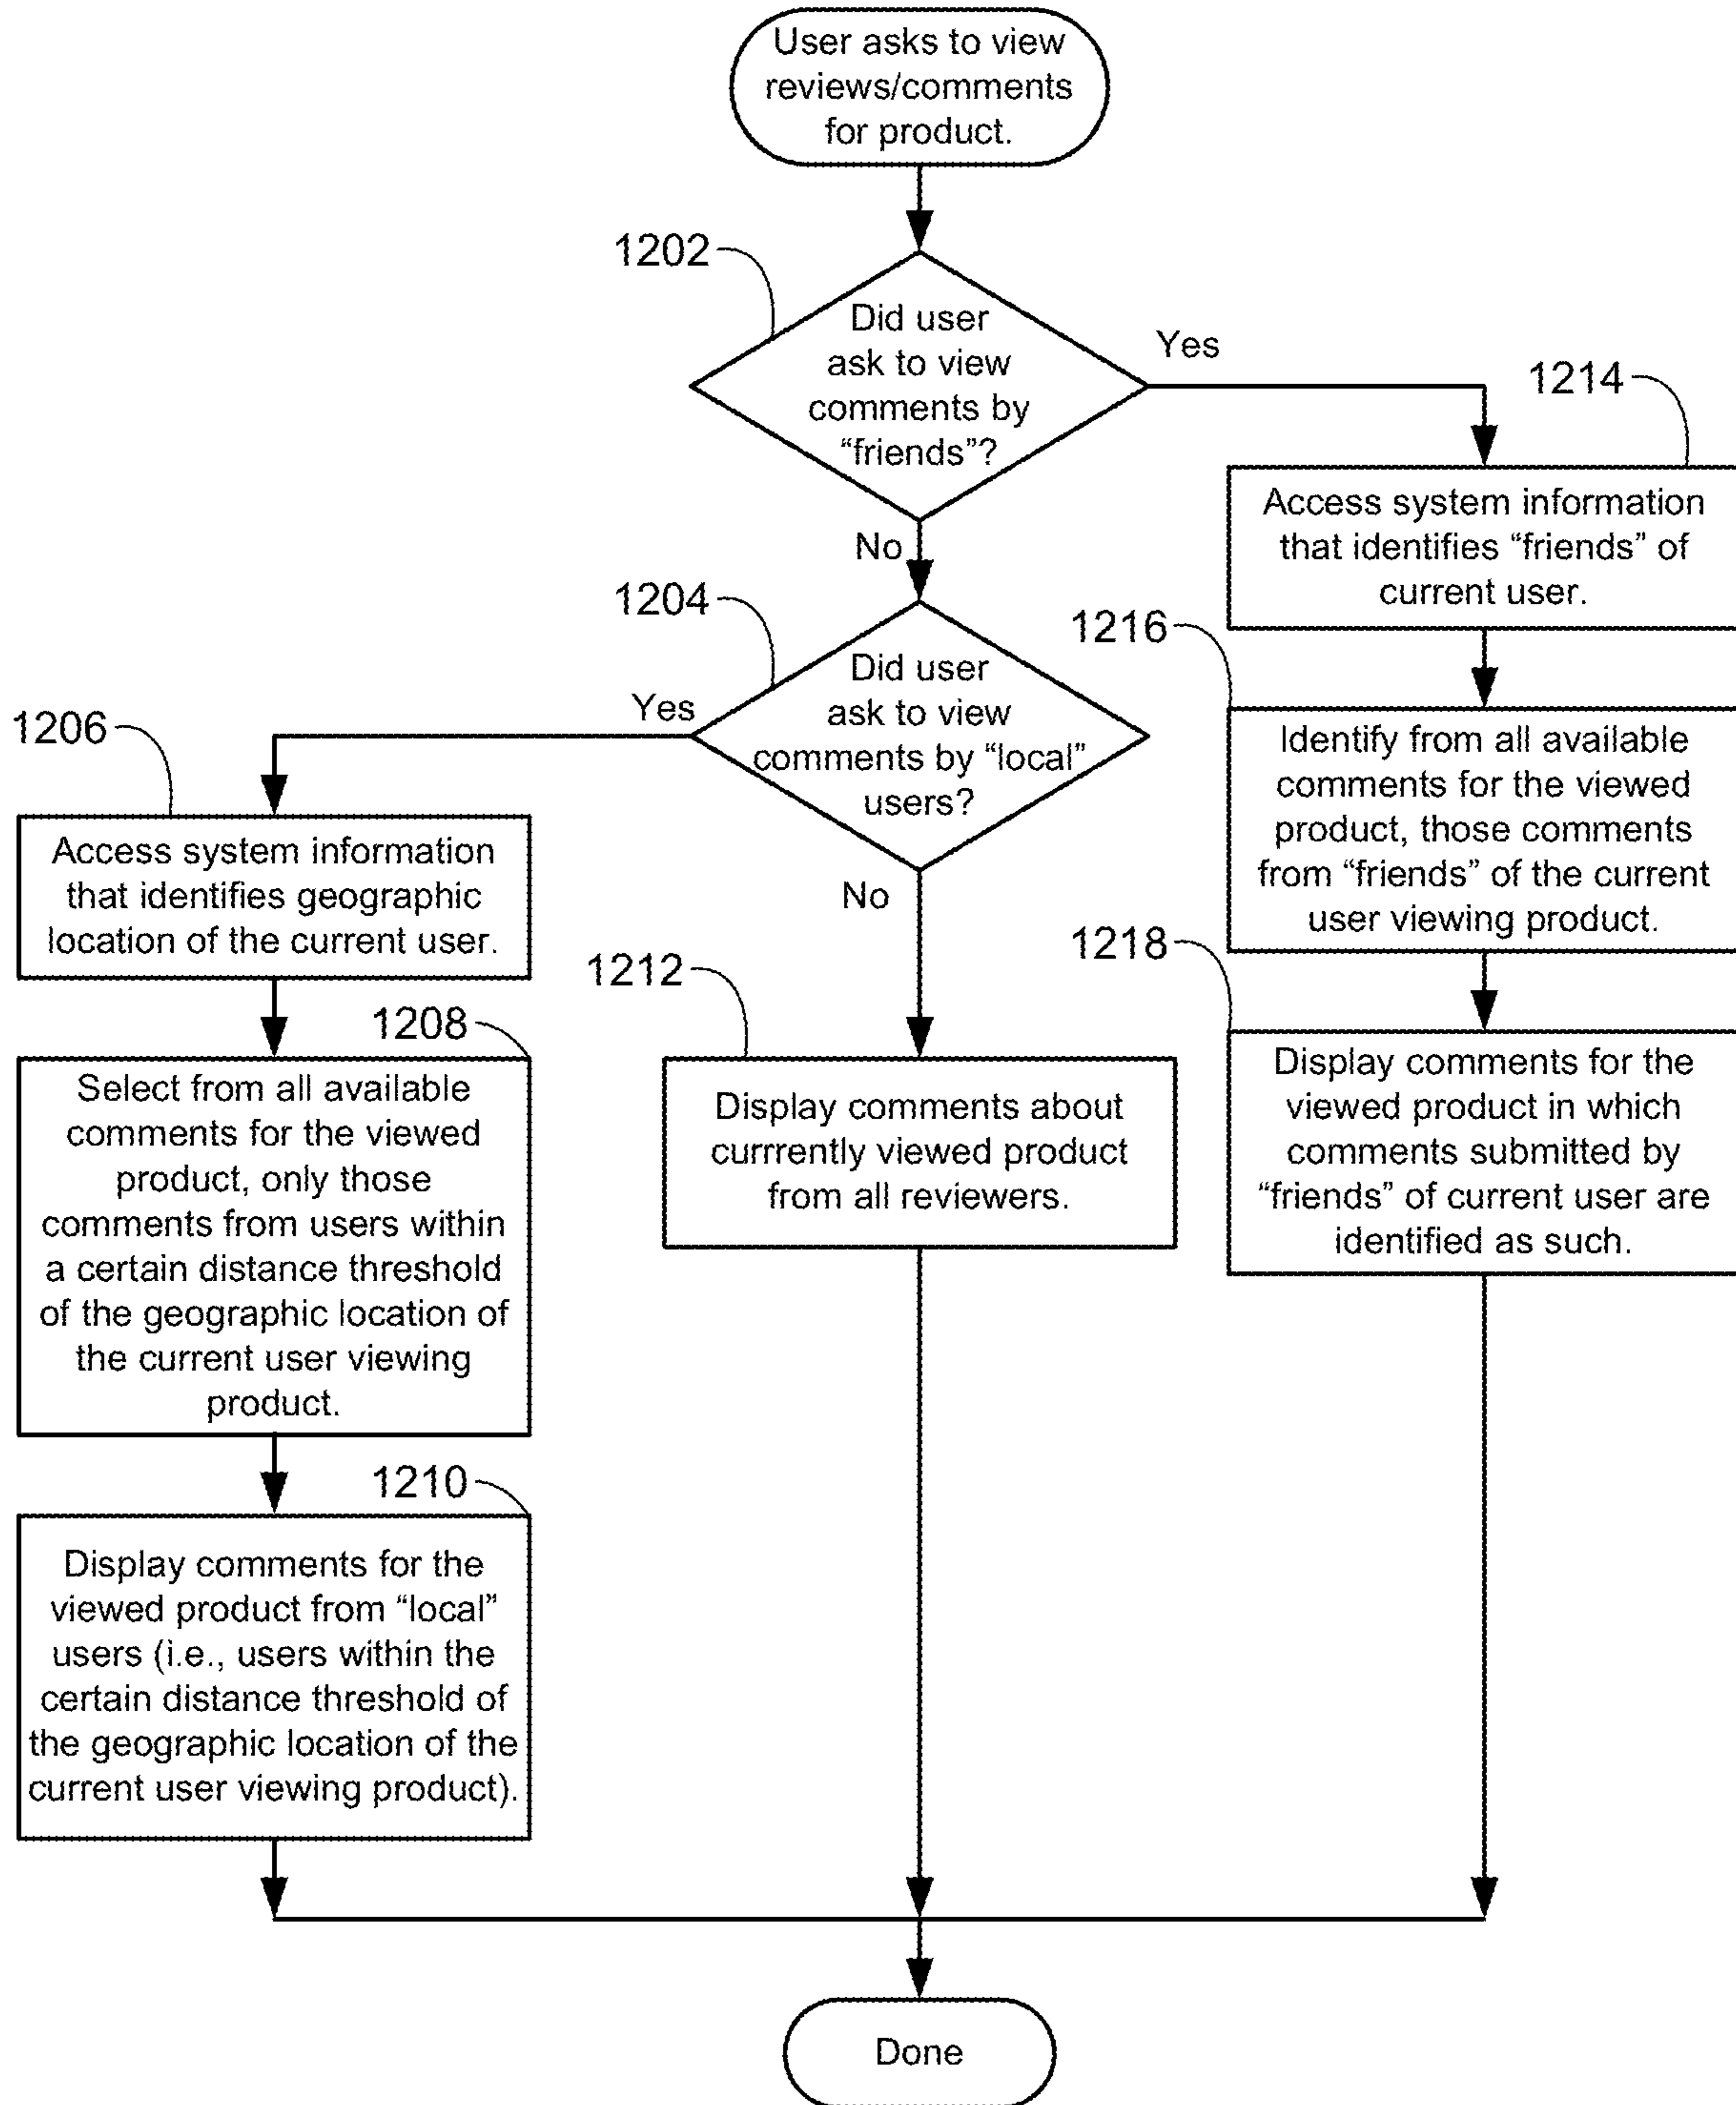 User asks to view
reviews/comments
for product.
1202
Did user
ask to view
comments by
“friends”?
Yes
No
1214
Access system information
that identifies “friends” of
current user.
1204
Did user
ask to view
comments by “local”
users?
Yes
No
1216
Identify from all available
comments for the viewed
product, those comments
from “friends” of the current
user viewing product.
1206
Access system information
that identifies geographic
location of the current user.
1212
Display comments about
currrently viewed product
from all reviewers.
1218
Display comments for the
viewed product in which
comments submitted by
“friends” of current user are
identified as such.
1208
Select from all available
comments for the viewed
product, only those
comments from users within
a certain distance threshold
of the geographic location of
the current user viewing
product.
1210
Display comments for the
viewed product from “local”
users (i.e., users within the
certain distance threshold of
the geographic location of the
current user viewing product).
Done